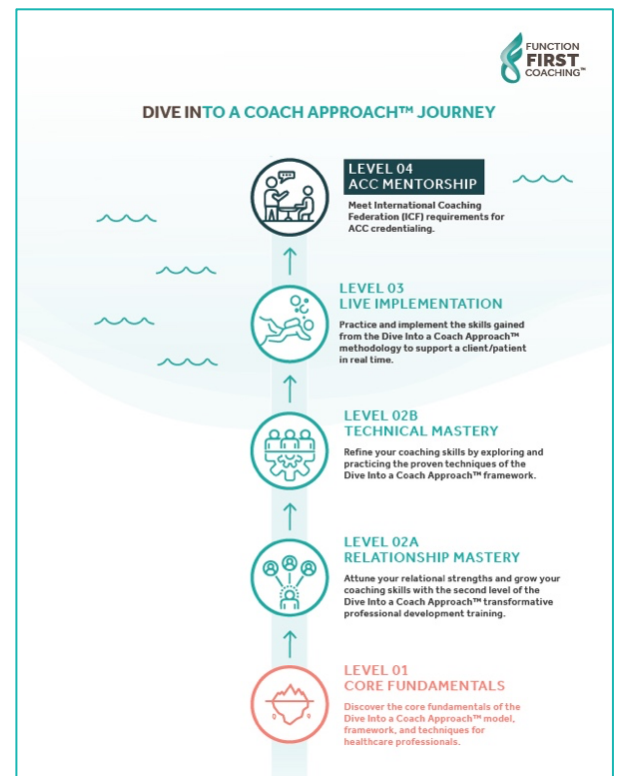 FUNCTION
FIRST
COACHING™
DIVE INTO A COACH APPROACH™ JOURNEY
LEVEL 04
ACC MENTORSHIP
Meet International Coaching
Federation (ICF) requirements for
ACC credentialing.
LEVEL 03
LIVE IMPLEMENTATION
Practice and implement the skills gained
from the Dive Into a Coach Approach™
methodology to support a client/patient
in real time.
LEVEL 02B
TECHNICAL MASTERY
Refine your coaching skills by exploring and
practicing the proven techniques of the
Dive Into a Coach Approach™ framework.
LEVEL 02A
RELATIONSHIP MASTERY
Attune your relational strengths and grow your
coaching skills with the second level of the
Dive Into a Coach Approach™ transformative
professional development training.
LEVEL 01
CORE FUNDAMENTALS
Discover the core fundamentals of the
Dive Into a Coach Approach™ model,
framework, and techniques for
healthcare professionals.